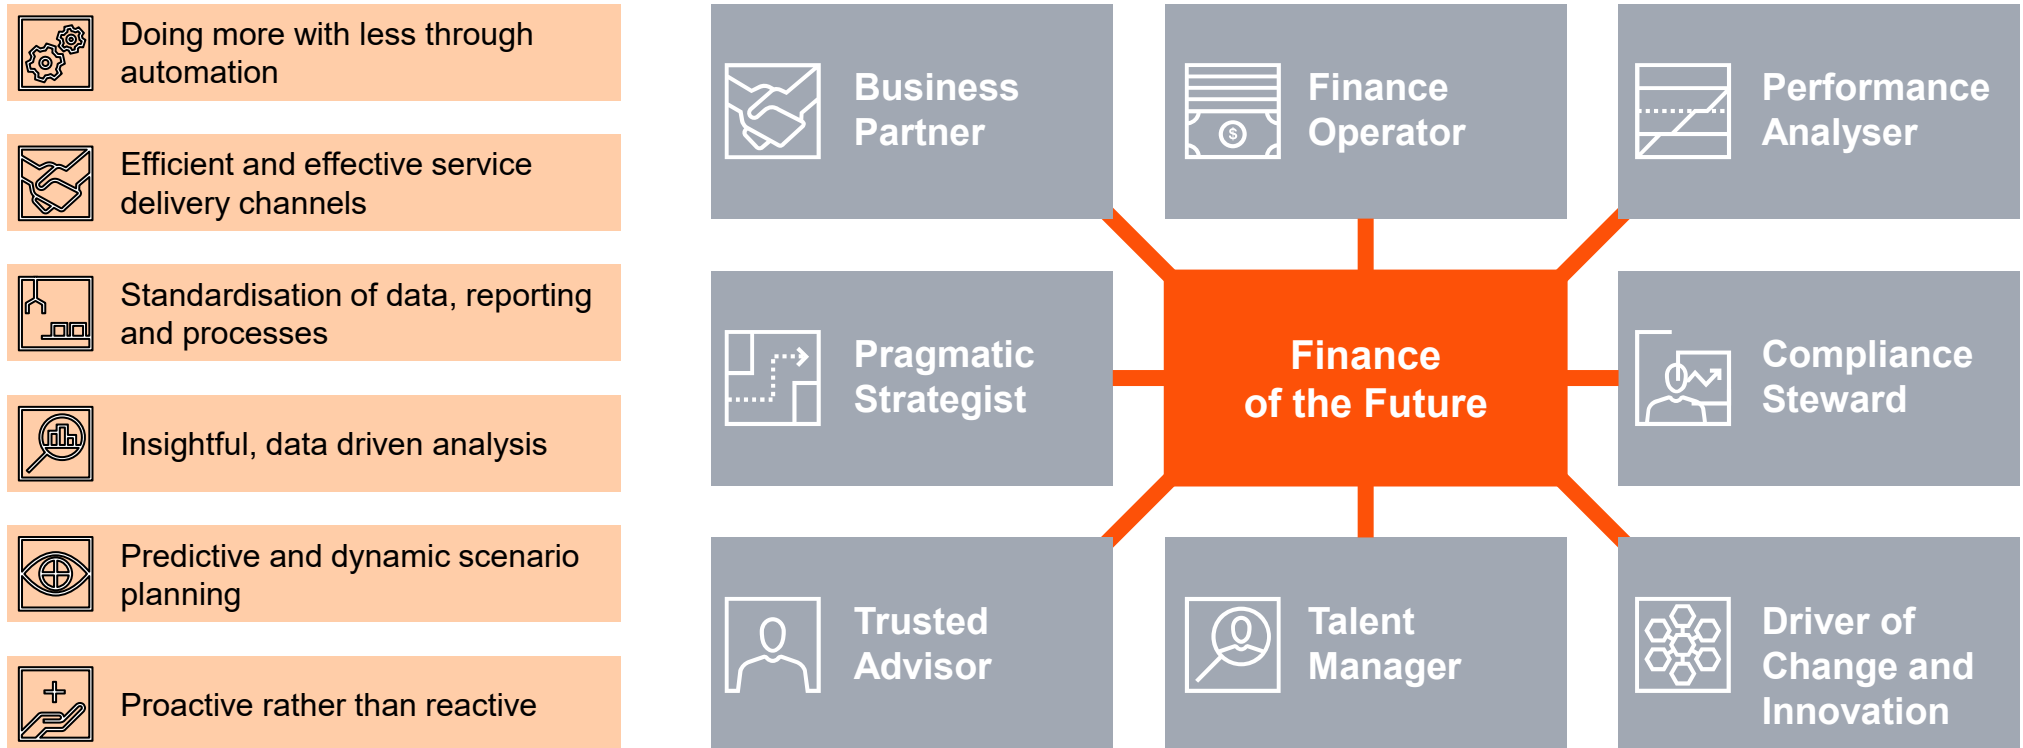 Doing more with less through
automation
Efficient and effective service
delivery channels
Standardisation of data, reporting
and processes
Insightful, data driven analysis
Predictive and dynamic scenario
planning
Proactive rather than reactive
Business
Partner
$
Finance
Operator
Performance
Analyser
Pragmatic
Strategist
Finance
of the Future
Compliance
Steward
Trusted
Advisor
Talent
Manager
Driver of
Change and
Innovation